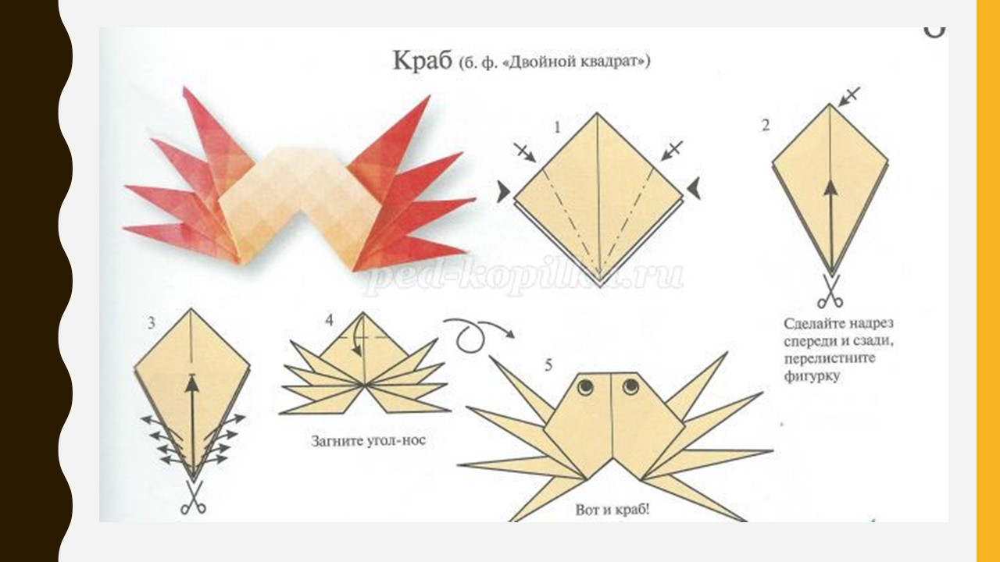 Краб (б. ф. «Двойной квадрат»)
1
2
ped-kopilka.ru
Сделайте надрез
спереди и сзади,
перелистните
фигурку
3
4
Загните угол-нос
5
Вот и краб!